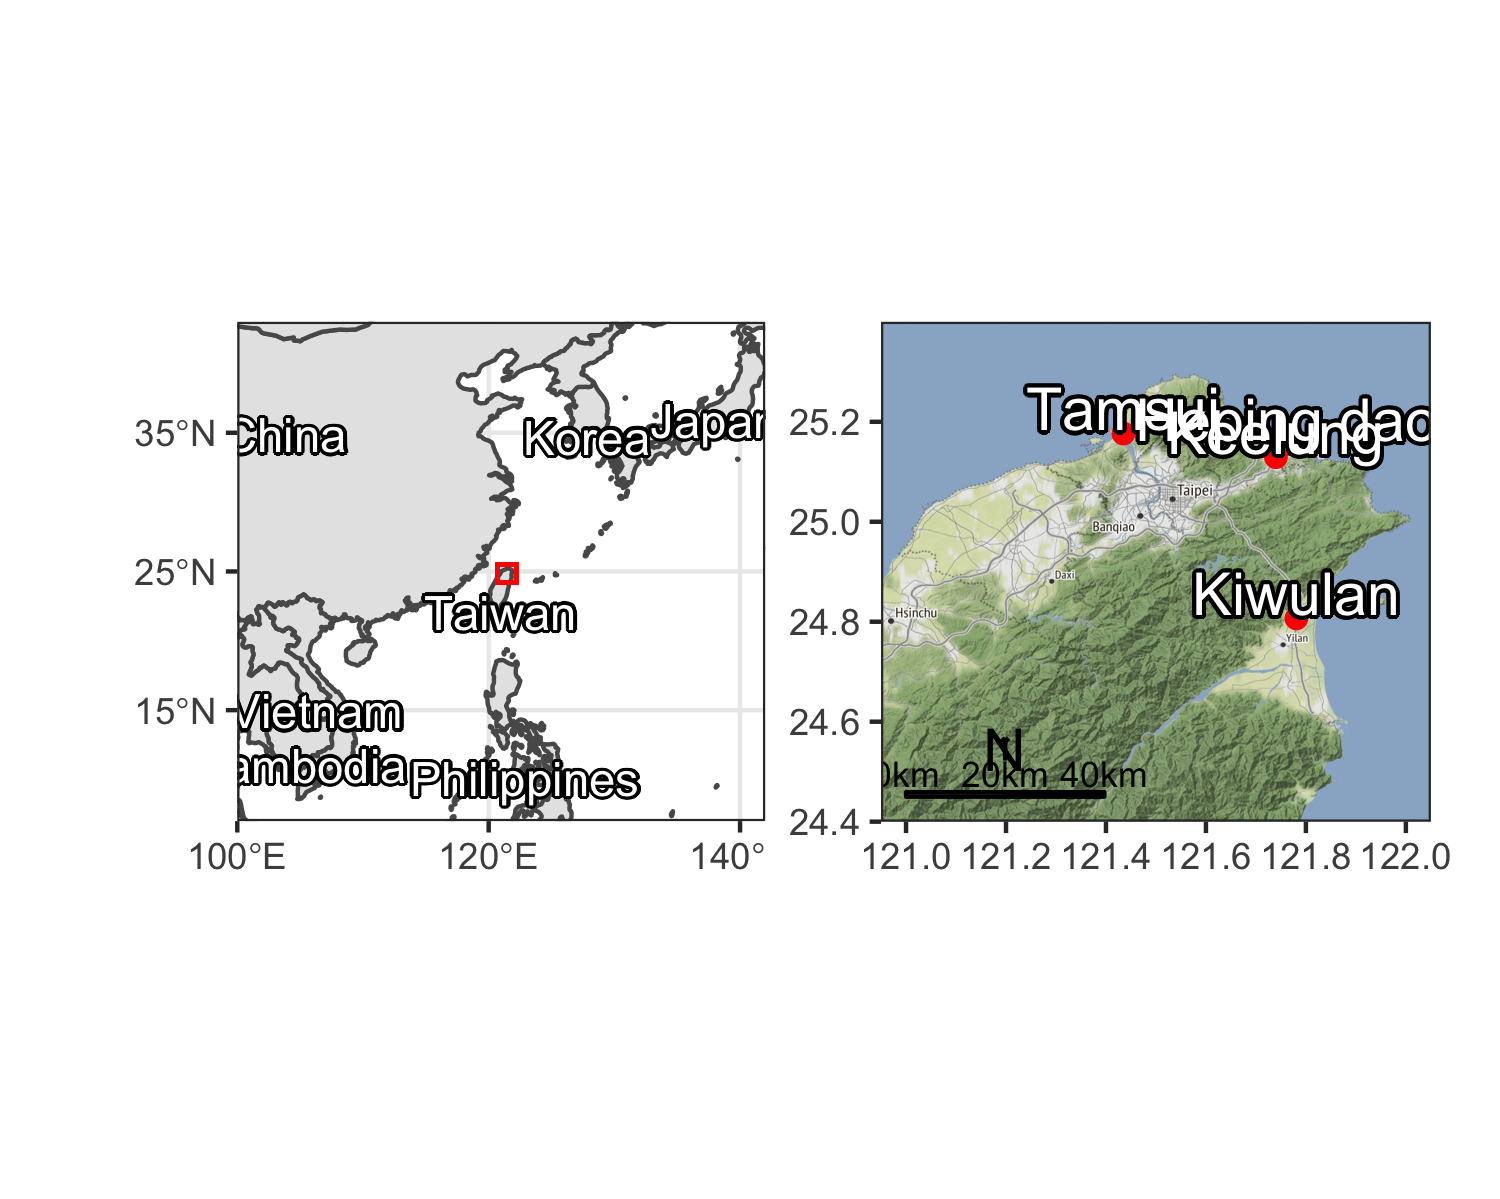 China
Korea
Japan
Taiwan
Vietnam
ambodia
Philippines
35°N
25°N
15°N
100°E
120°E
140°
Tamsui
Keelung
Taipei
Banqiao
Daxi
Hsinchu
Kiwulan
Yilan
N
0km 20km 40km
25.2
25.0
24.8
24.6
24.4
121.0 121.2 121.4 121.6 121.8 122.0